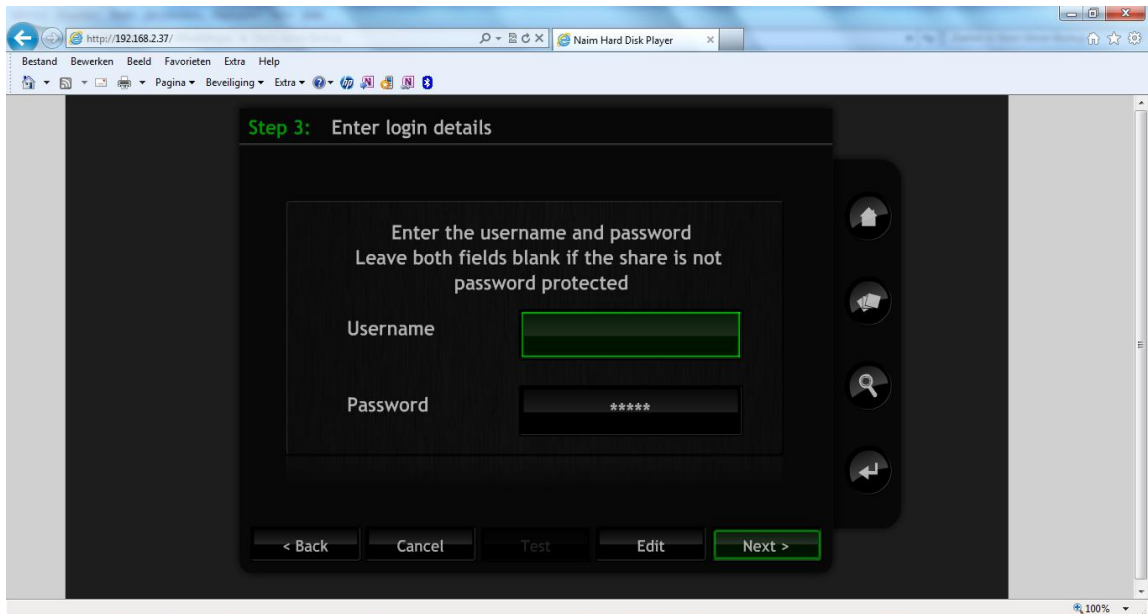 http://192.168.2.37/
Naim Hard Disk Player
Bestand Bewerken Beeld Favorieten Extra Help
Pagina Beveiliging Extra
Step 3: Enter login details
Enter the username and password
Leave both fields blank if the share is not
password protected
Username
Password *****
< Back Cancel Test Edit Next >
100%